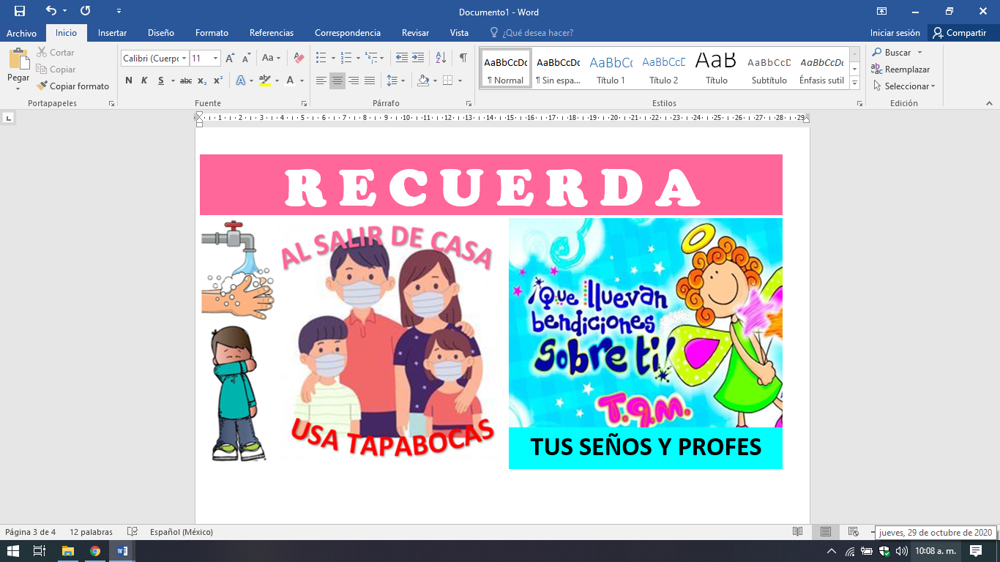 Documento1 - Word
Archivo Inicio Insertar Diseño Formato Referencias Correspondencia Revisar Vista ¿Qué desea hacer? Iniciar sesión Compartir
Pegar
Cortar
Copiar
Copiar formato
Portapapeles
Calibri (Cuerpo 11
N K S abc x₂ x²
Fuente
Párrafo
AaBbCcDc AaBbCcDc AaBbCc AaBbCcD AaB AaBbCcD AaBbCcDc
¶ Normal ¶ Sin espa... Título 1 Título 2 Título Subtítulo Énfasis sutil
Estilos
Buscar
Reemplazar
Seleccionar
Edición
1 2 3 4 5 6 7 8 9 10 11 12 13 14 15 16 17 18 19 20 21 22 23 24 25 26 27 28 29
RECUERDA
AL SALIR DE CASA
USA TAPABOCAS
¡Que lluevan
bendiciones
sobre ti!
T.Q.M.
TUS SEÑOS Y PROFES
Página 3 de 4 12 palabras Español (México)
jueves, 29 de octubre de 2020
10:08 a. m.